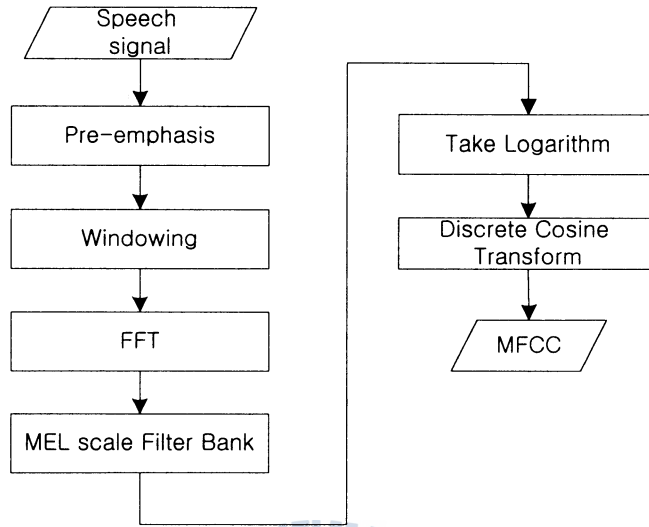 Speech
signal
Pre-emphasis
Windowing
FFT
MEL scale Filter Bank
Take Logarithm
Discrete Cosine
Transform
MFCC